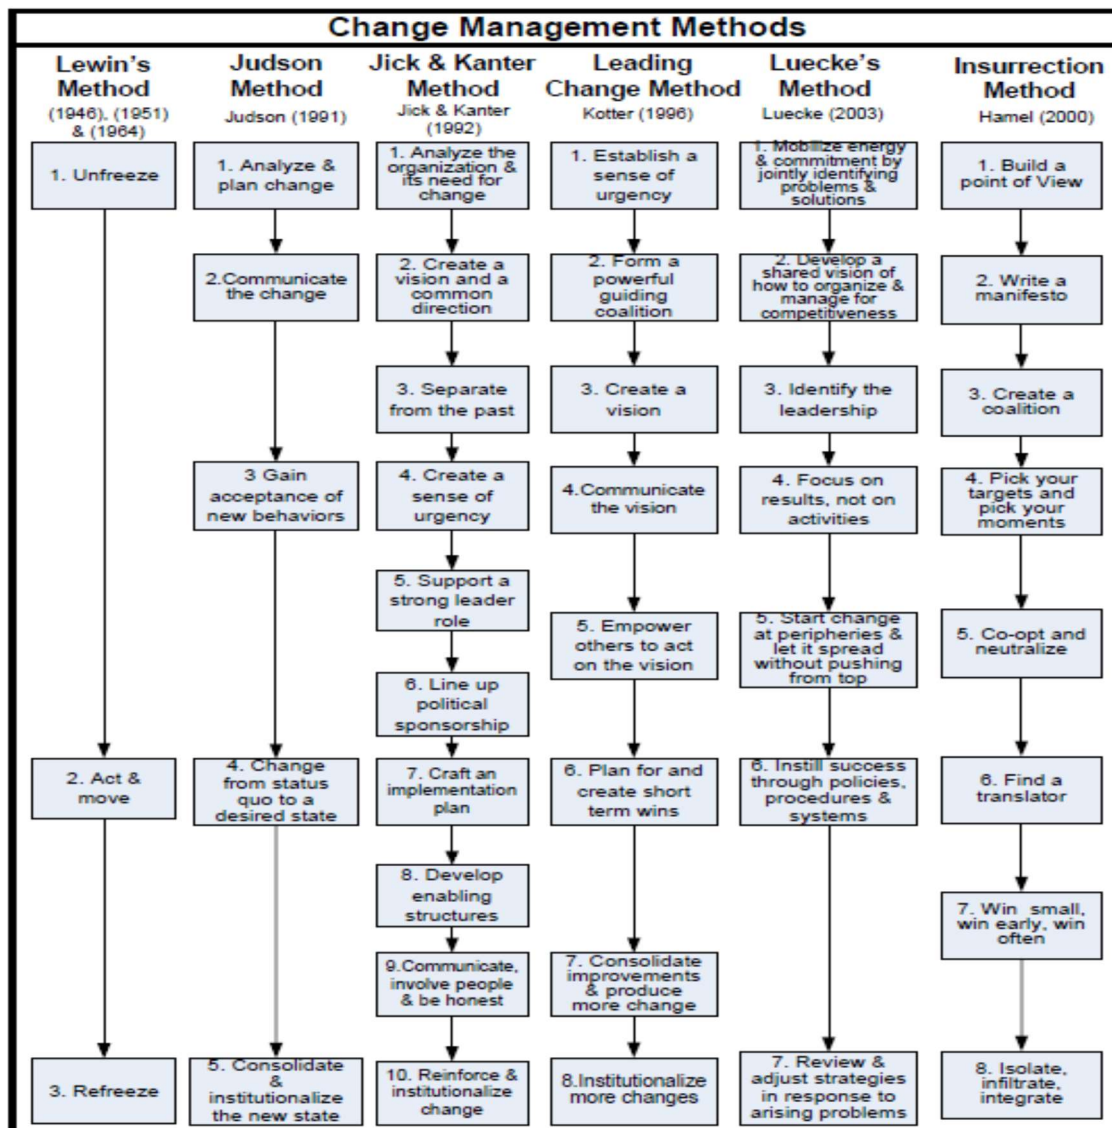 Change Management Methods
Lewin's
Method
(1946), (1951)
& (1964)
Judson
Method
Judson (1991)
Jick & Kanter
Method
Jick & Kanter
(1992)
Leading
Change Method
Kotter (1996)
Luecke's
Method
Luecke (2003)
Insurrection
Method
Hamel (2000)
1. Unfreeze
2. Act &
move
3. Refreeze
1. Analyze &
plan change
2.Communicate
the change
3 Gain
acceptance of
new behaviors
4. Change
from status
quo to a
desired state
5. Consolidate
&
institutionalize
the new state
1. Analyze the
organization &
its need for
change
2. Create a
vision and a
common
direction
3. Separate
from the past
4. Create a
sense of
urgency
5. Support a
strong leader
role
6. Line up
political
sponsorship
7. Craft an
implementation
plan
8. Develop
enabling
structures
9.Communicate,
involve people
& be honest
10. Reinforce &
institutionalize
change
1. Establish a
sense of
urgency
2. Form a
powerful
guiding
coalition
3. Create a
vision
4.Communicate
the vision
5. Empower
others to act
on the vision
6. Plan for and
create short
term wins
7. Consolidate
improvements
& produce
more change
8.Institutionalize
more changes
1. Mobilize energy
& commitment by
jointly identifying
problems &
solutions
2. Develop a
shared vision of
how to organize &
manage for
competitiveness
3. Identify the
leadership
4. Focus on
results, not on
activities
5. Start change
at peripheries &
let it spread
without pushing
from top
6. Instill success
through policies,
procedures &
systems
7. Review &
adjust strategies
in response to
arising problems
1. Build a
point of View
2. Write a
manifesto
3. Create a
coalition
4. Pick your
targets and
pick your
moments
5. Co-opt and
neutralize
6. Find a
translator
7. Win small,
win early, win
often
8. Isolate,
infiltrate,
integrate